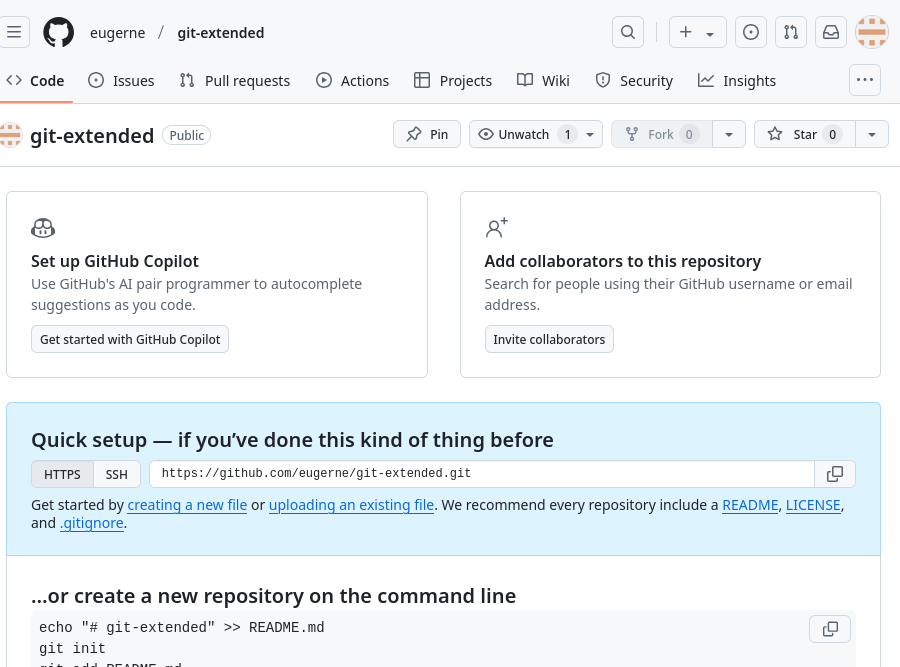 eugerne / git-extended
Code Issues Pull requests Actions Projects Wiki Security Insights
git-extended Public Pin Unwatch 1 Fork 0 Star 0
Set up GitHub Copilot
Use GitHub's AI pair programmer to autocomplete
suggestions as you code.
Get started with GitHub Copilot
Add collaborators to this repository
Search for people using their GitHub username or email
address.
Invite collaborators
Quick setup — if you’ve done this kind of thing before
HTTPS SSH https://github.com/eugerne/git-extended.git
Get started by creating a new file or uploading an existing file. We recommend every repository include a README, LICENSE,
and .gitignore.
…or create a new repository on the command line
echo "# git-extended" >> README.md
git init
git add README.md